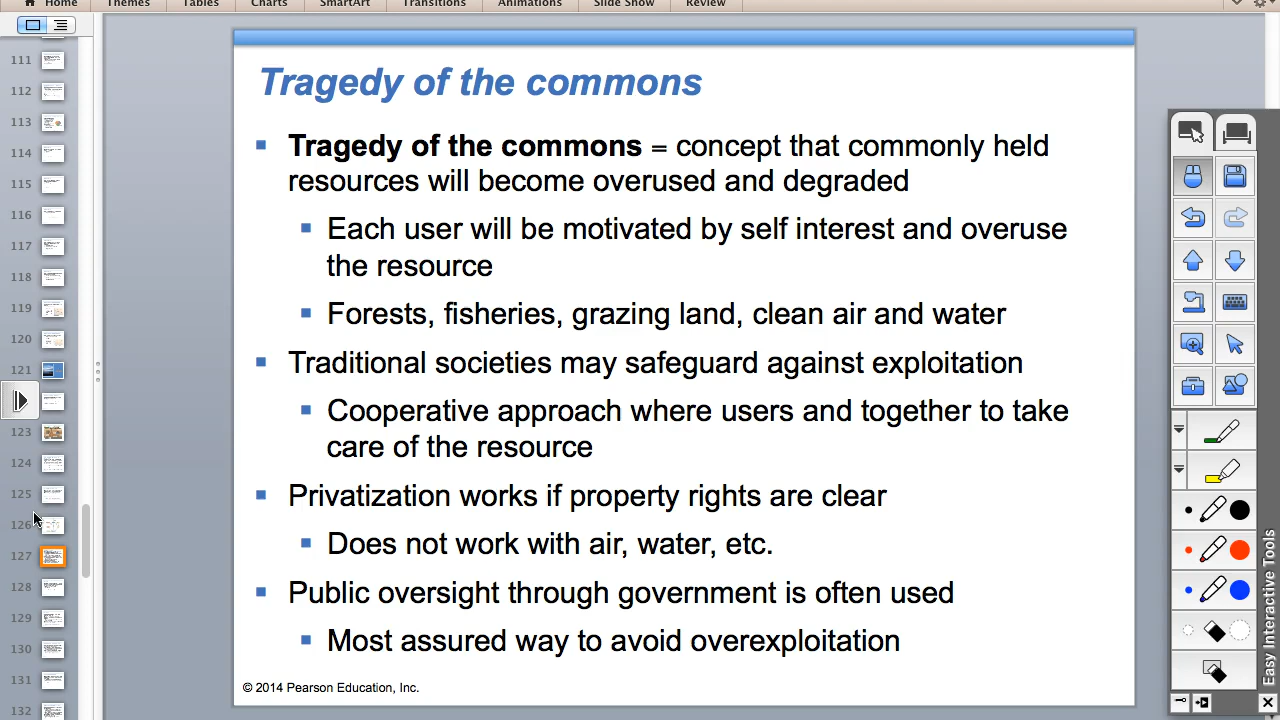 Home Themes Tables Charts SmartArt Transitions Animations Slide Show Review
111
112
113
114
115
116
117
118
119
120
121
123
124
125
126
127
128
129
130
131
132
Tragedy of the commons
Tragedy of the commons = concept that commonly held
resources will become overused and degraded
Each user will be motivated by self interest and overuse
the resource
Forests, fisheries, grazing land, clean air and water
Traditional societies may safeguard against exploitation
Cooperative approach where users and together to take
care of the resource
Privatization works if property rights are clear
Does not work with air, water, etc.
Public oversight through government is often used
Most assured way to avoid overexploitation
© 2014 Pearson Education, Inc.
Easy Interactive Tools